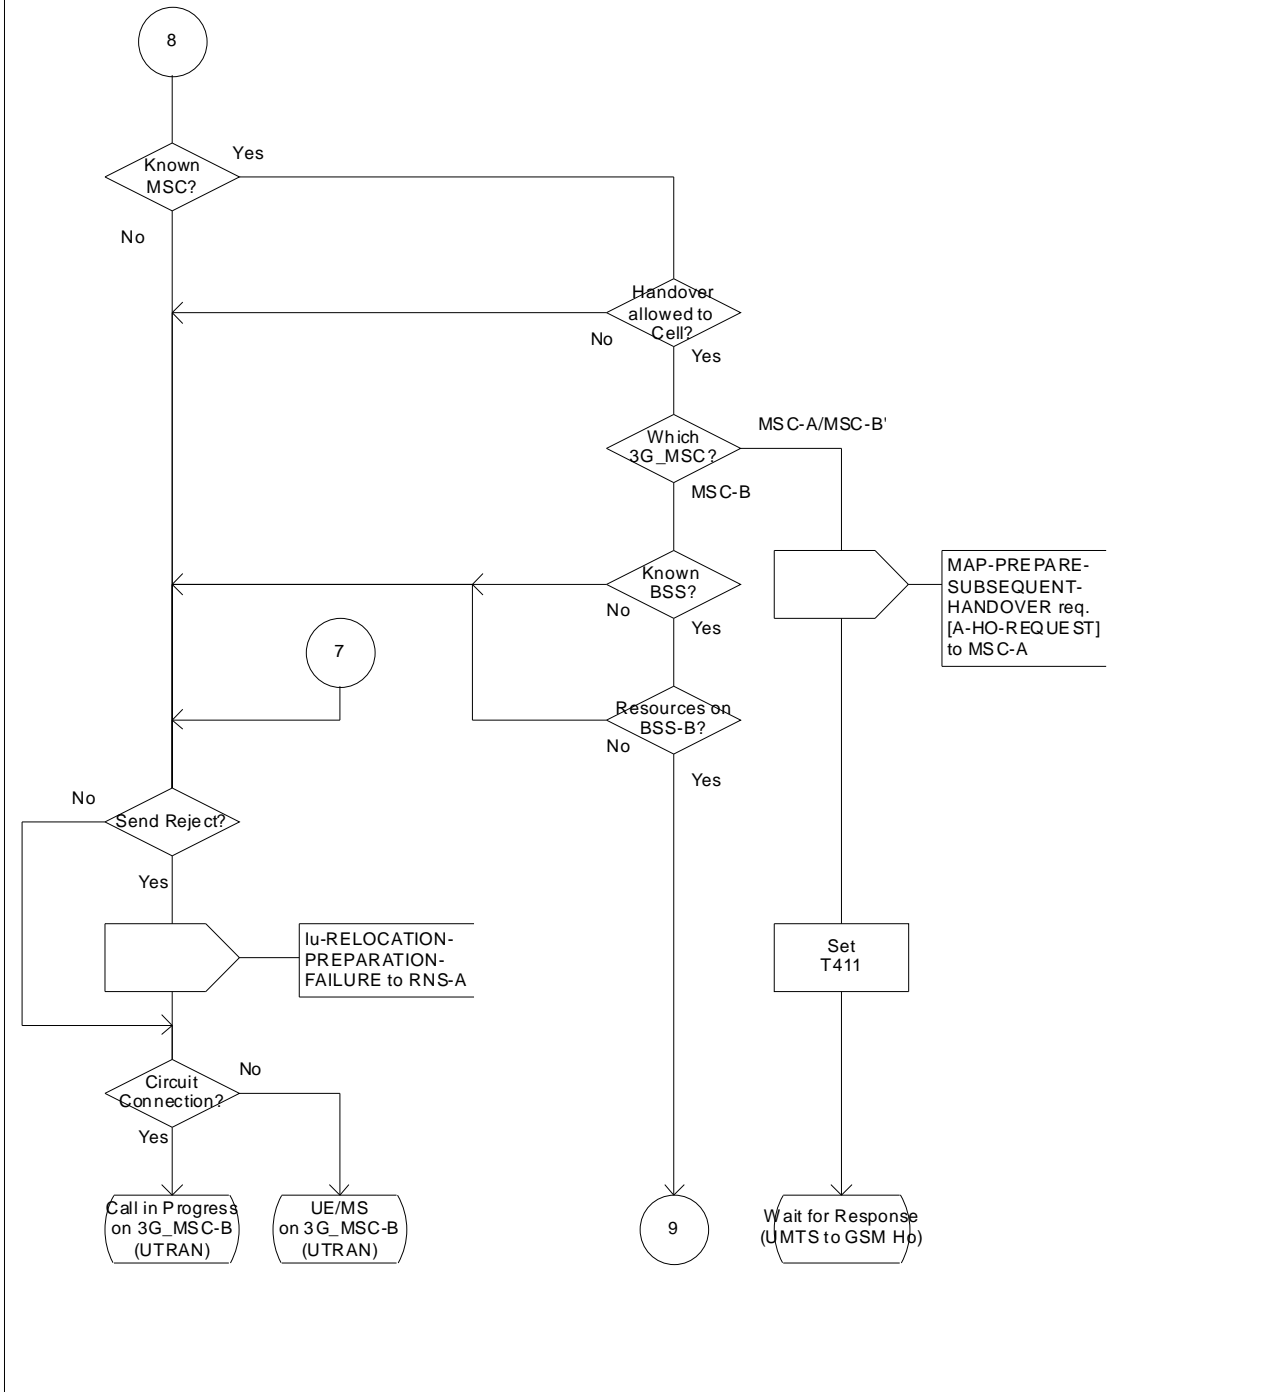 8
Known
MSC?
Yes
No
Handover
allowed to
Cell?
No
Yes
Which
3G_MSC?
MSC-A/MSC-B'
MSC-B
Known
BSS?
No
Yes
MAP-PREPARE-
SUBSEQUENT-
HANDOVER req.
[A-HO-REQUEST]
to MSC-A
7
Resources on
BSS-B?
No
Yes
No
Send Reject?
Yes
Iu-RELOCATION-
PREPARATION-
FAILURE to RNS-A
Set
T411
Circuit
Connection?
No
Yes
Call in Progress
on 3G_MSC-B
(UTRAN)
UE/MS
on 3G_MSC-B
(UTRAN)
9
Wait for Response
(UMTS to GSM Ho)